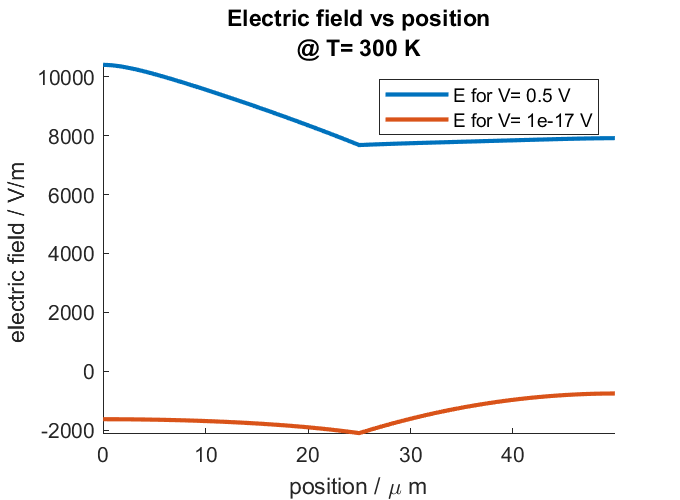 Electric field vs position
@ T= 300 K
E for V= 0.5 V
E for V= 1e-17 V
electric field / V/m
10000
8000
6000
4000
2000
0
-2000
0
10
20
30
40
position / μ m